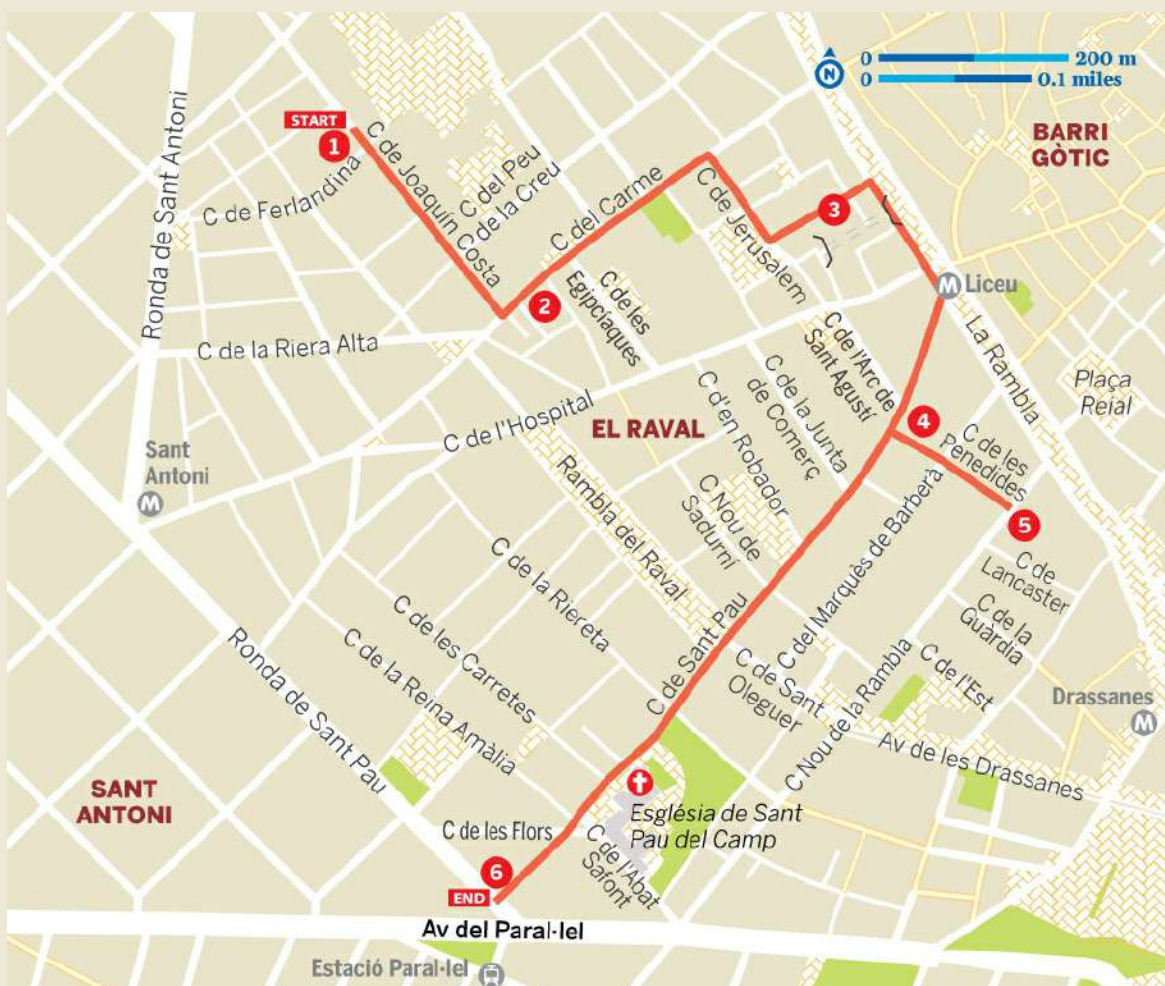 0 200 m
N
0 0.1 miles
BARRI
GÒTIC
START
1
C de Joaquín Costa
C de Ferlandina
Ronda de Sant Antoni
C del Peu
de la Creu
C del Carme
2
C de Jerusalem
3
C de les
Egipcíaques
M Liceu
La Rambla
C de la Riera Alta
C de l'Hospital
EL RAVAL
C de l'Arc de
Sant Agustí
C de la Junta
de Comerç
C d'en Robador
Plaça
Reial
4
C de les
Penedides
5
Sant
Antoni
M
Rambla del Raval
C Nou de
Sadurní
C del Marquès de Barberà
C de
Lancaster
C de la
Guàrdia
C de l'Est
C de la Riereta
C de les Carretes
C de la Reina Amàlia
C de Sant Pau
C de Sant
Oleguer
C Nou de la Rambla
Drassanes
M
Av de les Drassanes
Ronda de Sant Pau
SANT
ANTONI
Església de Sant
Pau del Camp
C de les Flors
C de l'Abat
Safont
6
END
Av del Paral·lel
Estació Paral·lel